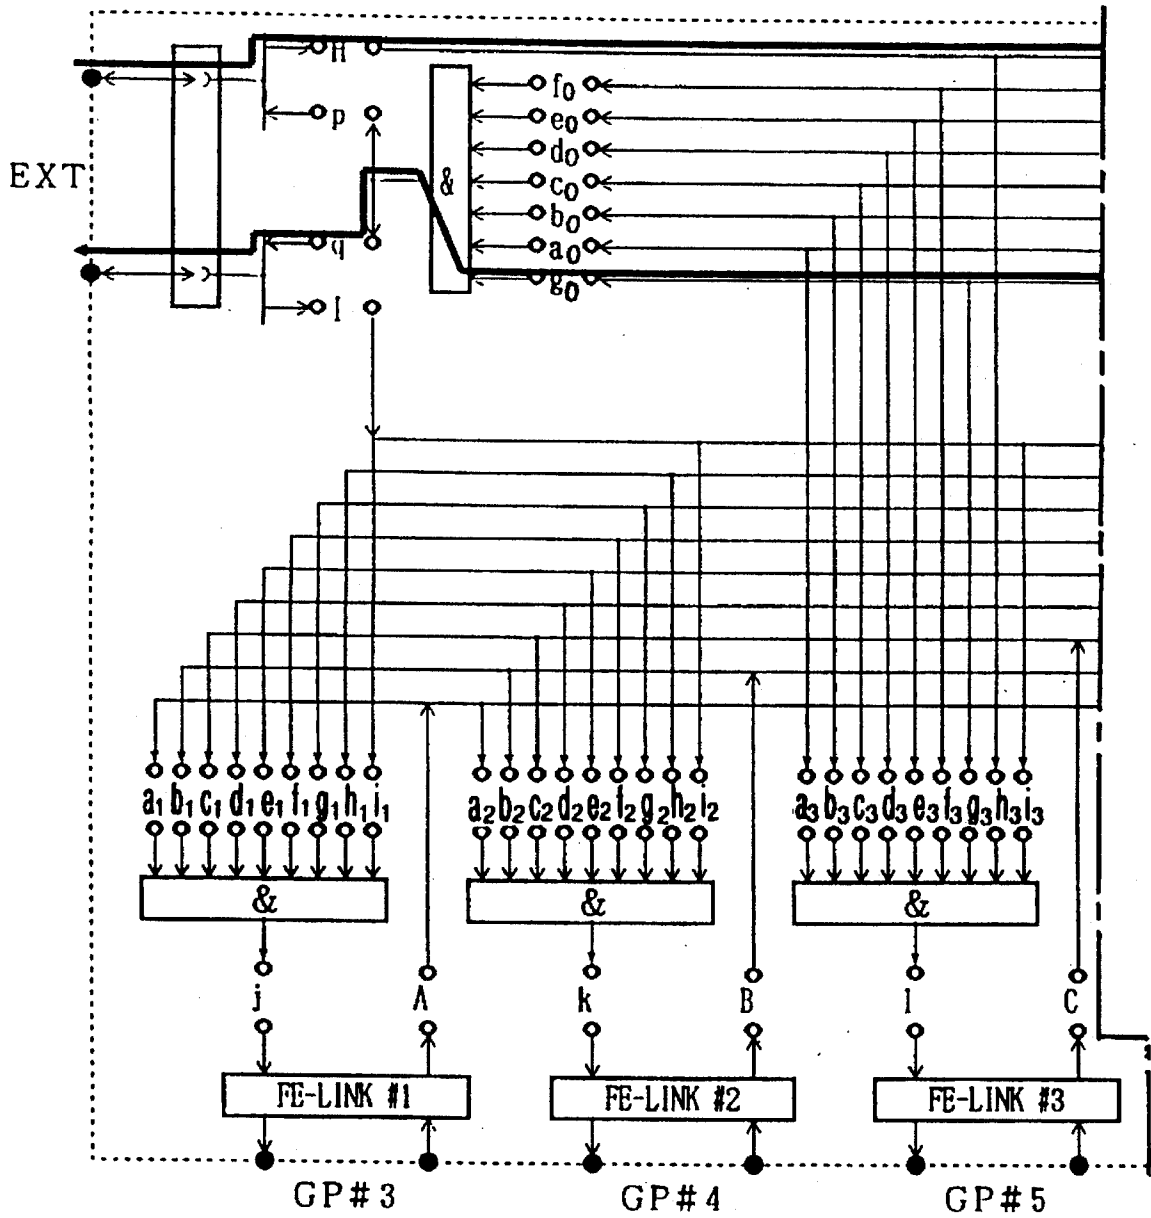 H
f0
p
e0
d0
EXT
&
c0
b0
q
a0
g0
I
a1 b1 c1 d1 e1 f1 g1 h1 i1
a2 b2 c2 d2 e2 f2 g2 h2 i2
a3 b3 c3 d3 e3 f3 g3 h3 i3
& & &
j A k B l C
FE-LINK #1 FE-LINK #2 FE-LINK #3
GP#3 GP#4 GP#5